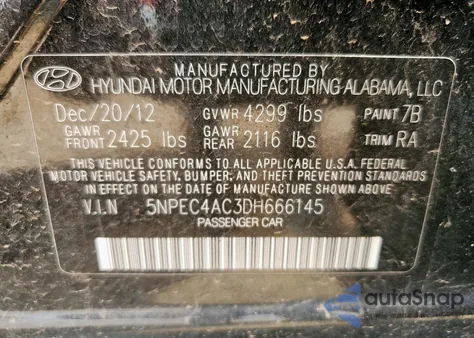 MANUFACTURED BY
HYUNDAI MOTOR MANUFACTURING ALABAMA, LLC
Dec/20/12 GVWR 4299 lbs PAINT 7B
GAWR FRONT 2425 lbs GAWR REAR 2116 lbs TRIM RA
THIS VEHICLE CONFORMS TO ALL APPLICABLE U.S.A. FEDERAL
MOTOR VEHICLE SAFETY, BUMPER, AND THEFT PREVENTION
STANDARDS IN EFFECT ON THE DATE OF MANUFACTURE SHOWN ABOVE.
V.I.N 5NPEC4AC3DH666145
PASSENGER CAR
autoSnap